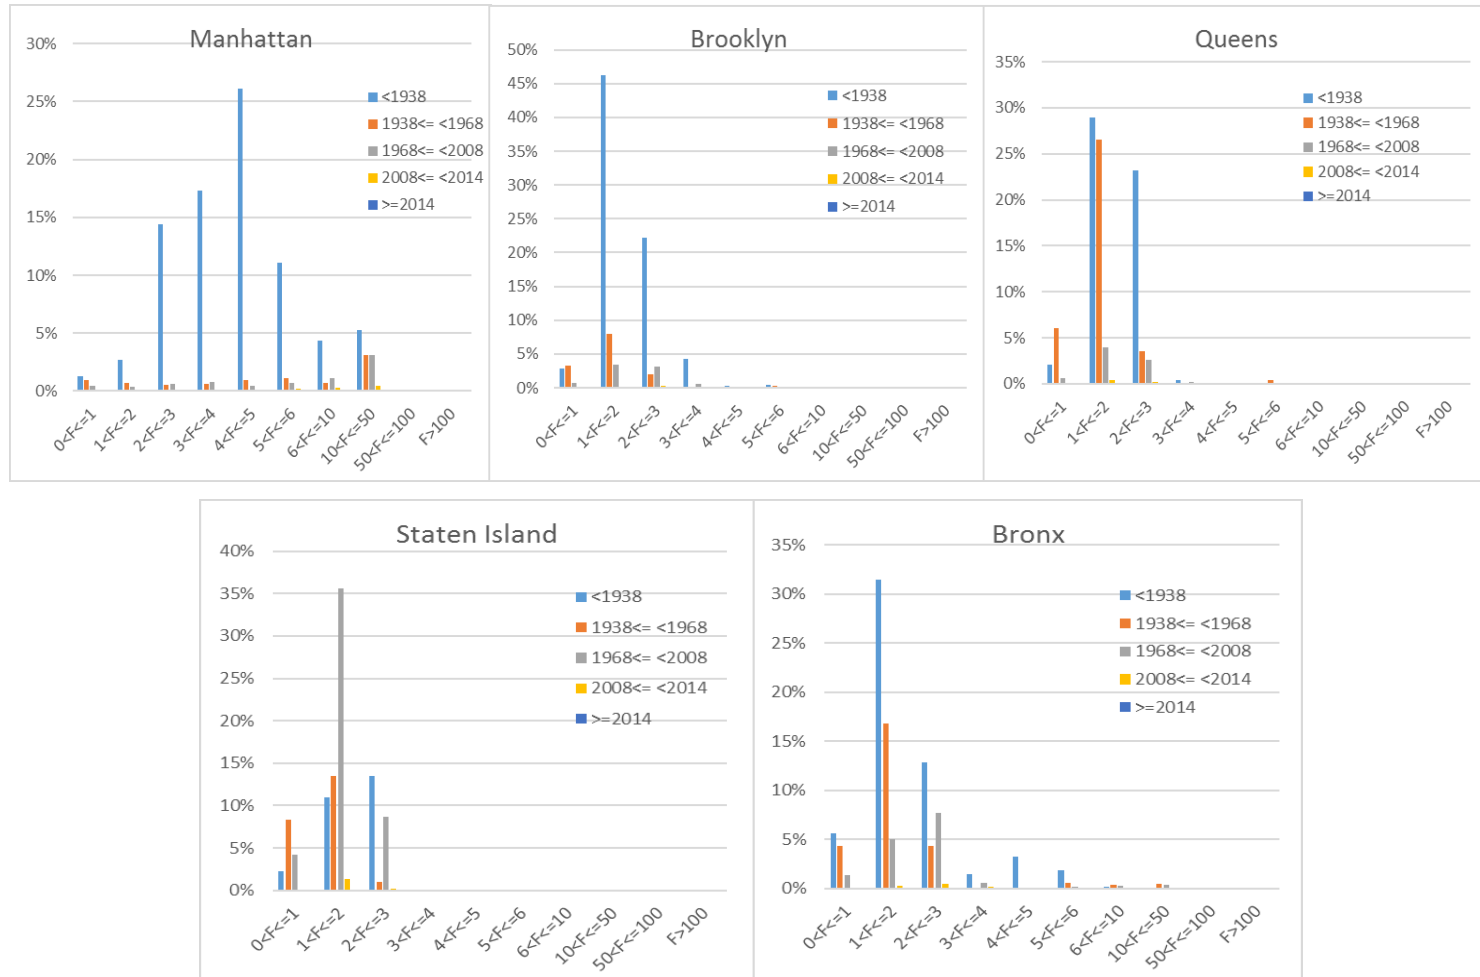 Manhattan
30%
25%
20%
15%
10%
5%
0%
<1938
1938<= <1968
1968<= <2008
2008<= <2014
>=2014
0<F<=1
1<F<=2
2<F<=3
3<F<=4
4<F<=5
5<F<=6
6<F<=10
10<F<=50
50<F<=100
F>100
Brooklyn
50%
45%
40%
35%
30%
25%
20%
15%
10%
5%
0%
<1938
1938<= <1968
1968<= <2008
2008<= <2014
>=2014
0<F<=1
1<F<=2
2<F<=3
3<F<=4
4<F<=5
5<F<=6
6<F<=10
10<F<=50
50<F<=100
F>100
Queens
35%
30%
25%
20%
15%
10%
5%
0%
<1938
1938<= <1968
1968<= <2008
2008<= <2014
>=2014
0<F<=1
1<F<=2
2<F<=3
3<F<=4
4<F<=5
5<F<=6
6<F<=10
10<F<=50
50<F<=100
F>100
Staten Island
40%
35%
30%
25%
20%
15%
10%
5%
0%
<1938
1938<= <1968
1968<= <2008
2008<= <2014
>=2014
0<F<=1
1<F<=2
2<F<=3
3<F<=4
4<F<=5
5<F<=6
6<F<=10
10<F<=50
50<F<=100
F>100
Bronx
35%
30%
25%
20%
15%
10%
5%
0%
<1938
1938<= <1968
1968<= <2008
2008<= <2014
>=2014
0<F<=1
1<F<=2
2<F<=3
3<F<=4
4<F<=5
5<F<=6
6<F<=10
10<F<=50
50<F<=100
F>100